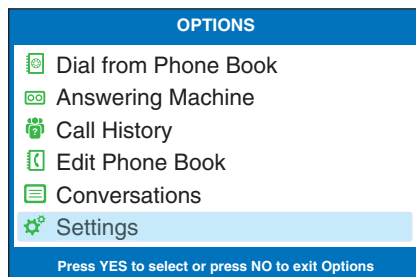 OPTIONS
Dial from Phone Book
Answering Machine
Call History
Edit Phone Book
Conversations
Settings
Press YES to select or press NO to exit Options